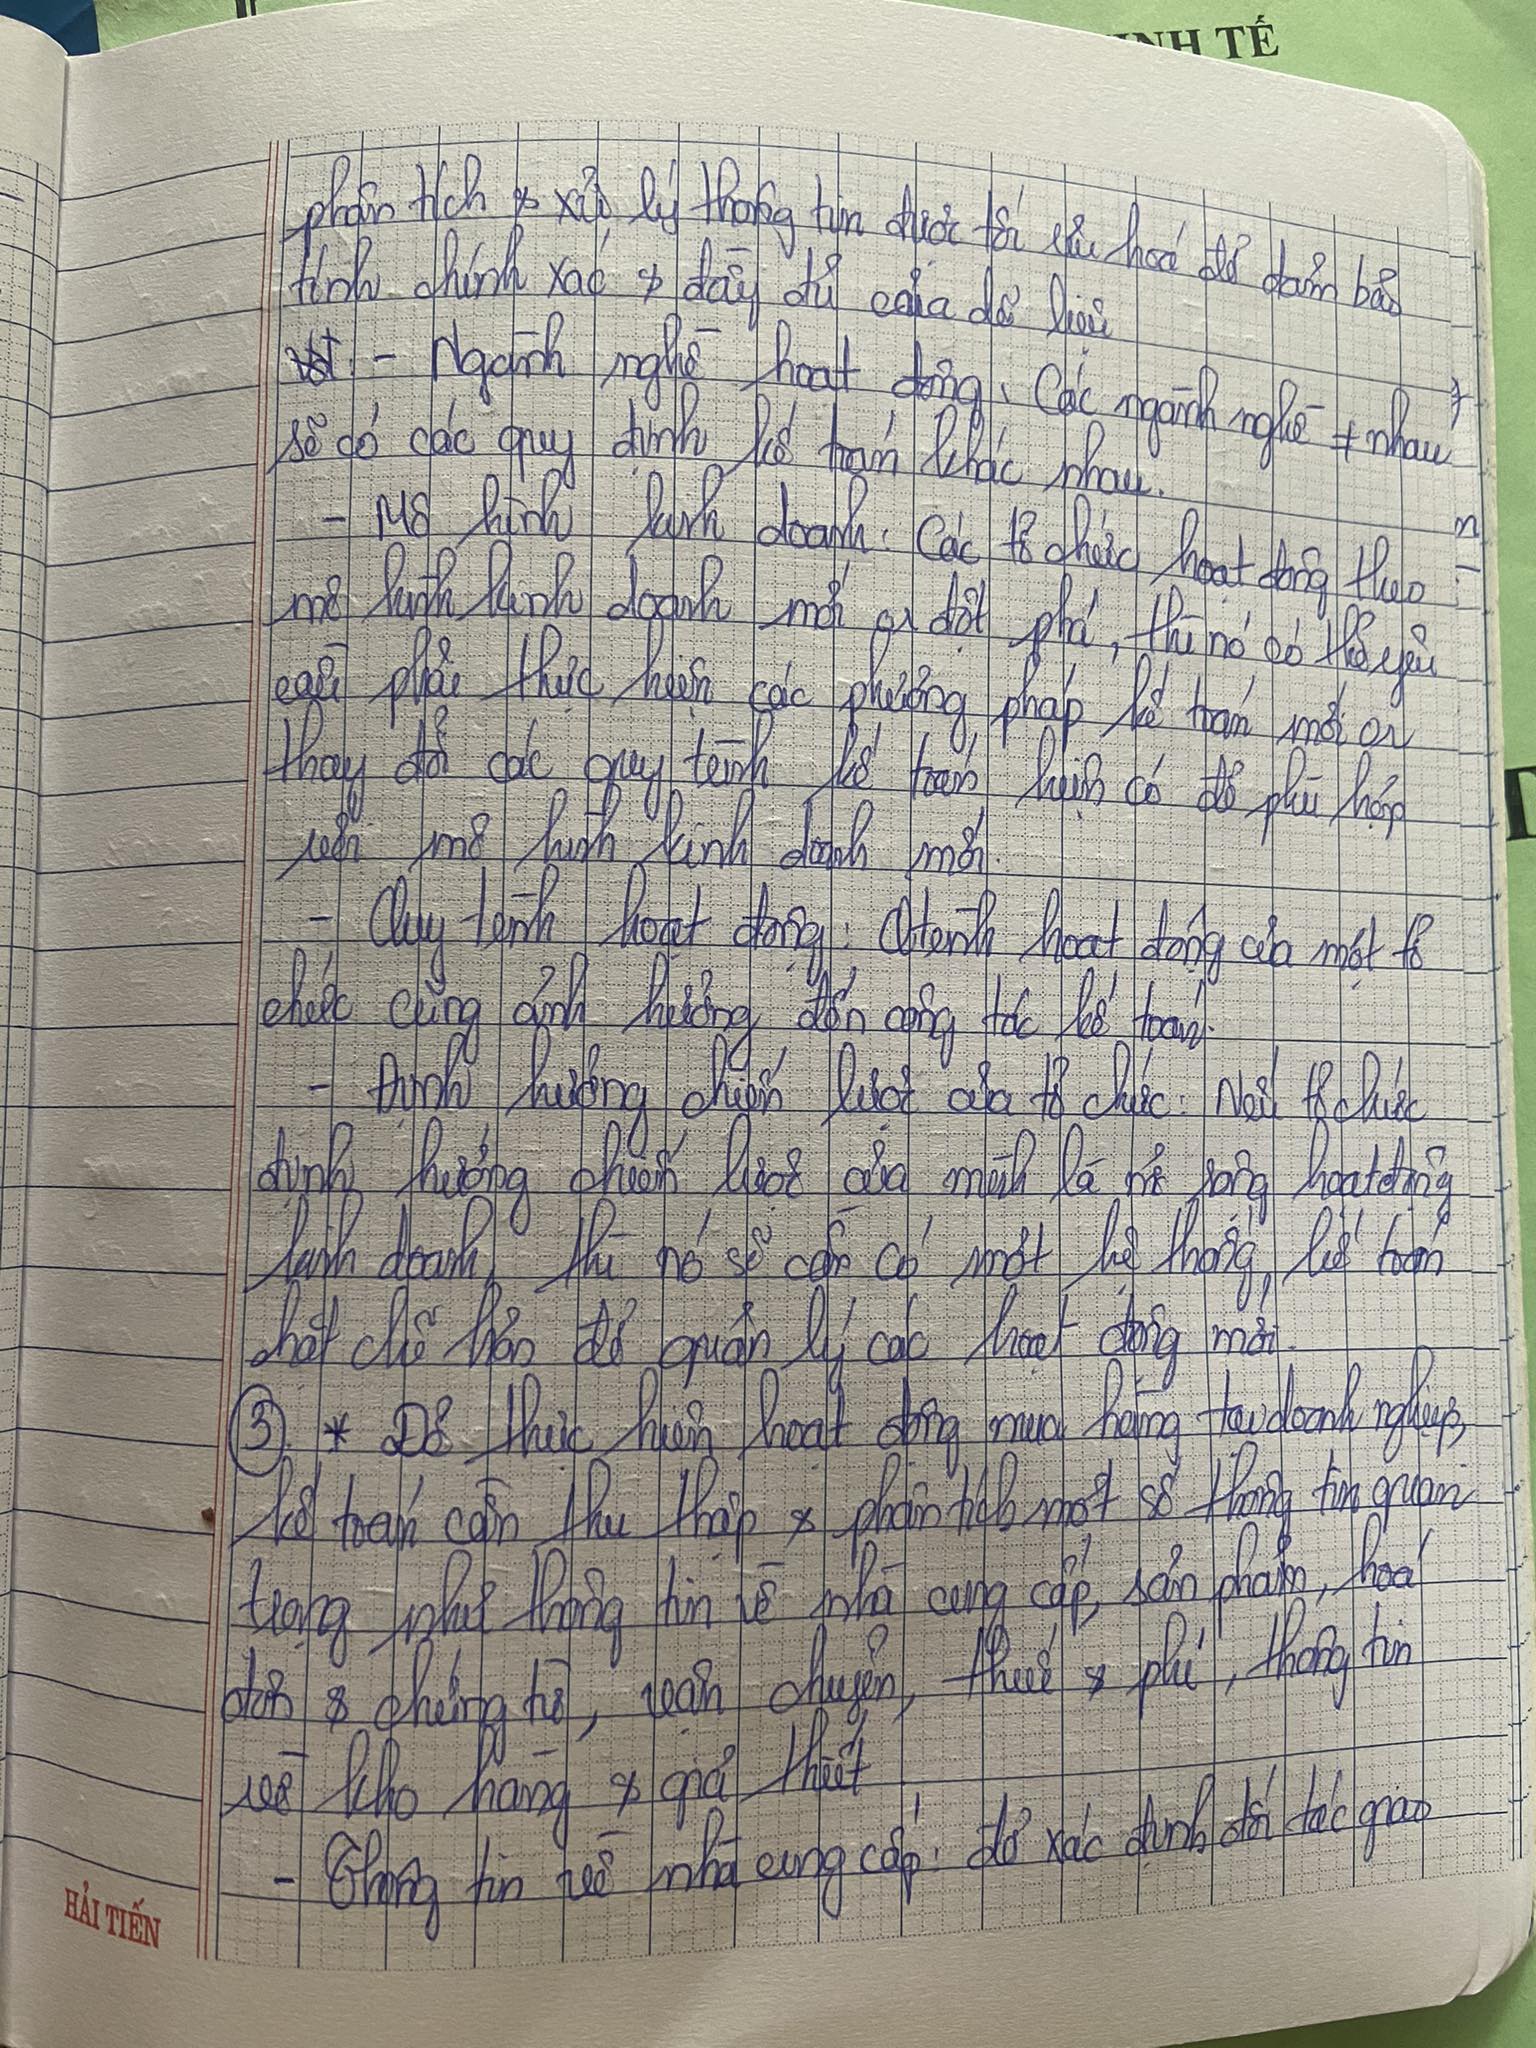 INH TẾ
phân tích & xử lý thông tin được tối ưu hoá để đảm bảo
tính chính xác & đầy đủ của dữ liệu
- Ngành nghề hoạt động: Các ngành nghề ≠ nhau
sẽ có các quy định kế toán khác nhau.
- Mô hình kinh doanh: Các tổ chức hoạt động theo
mô hình kinh doanh mới or đột phá, thì nó có thể yêu
cầu phải thực hiện các phương pháp kế toán mới or
thay đổi các quy trình kế toán hiện có để phù hợp
với mô hình kinh doanh mới.
- Quy trình hoạt động: Qtrình hoạt động của một tổ
chức cũng ảnh hưởng đến công tác kế toán.
- Định hướng chiến lược của tổ chức: Nếu tổ chức
định hướng chiến lược của mình là mở rộng hoạt động
kinh doanh, thì nó sẽ cần có một hệ thống kế toán
chặt chẽ hơn để quản lý các hoạt động mới.
③ * Để thực hiện hoạt động mua hàng tại doanh nghiệp,
kế toán cần thu thập & phân tích một số thông tin quan
trọng như thông tin về nhà cung cấp, sản phẩm, hoá
đơn & chứng từ, vận chuyển, thuế & phí, thông tin
về kho hàng & giả thiết
- Thông tin về nhà cung cấp: để xác định đối tác giao
HẢI TIẾN